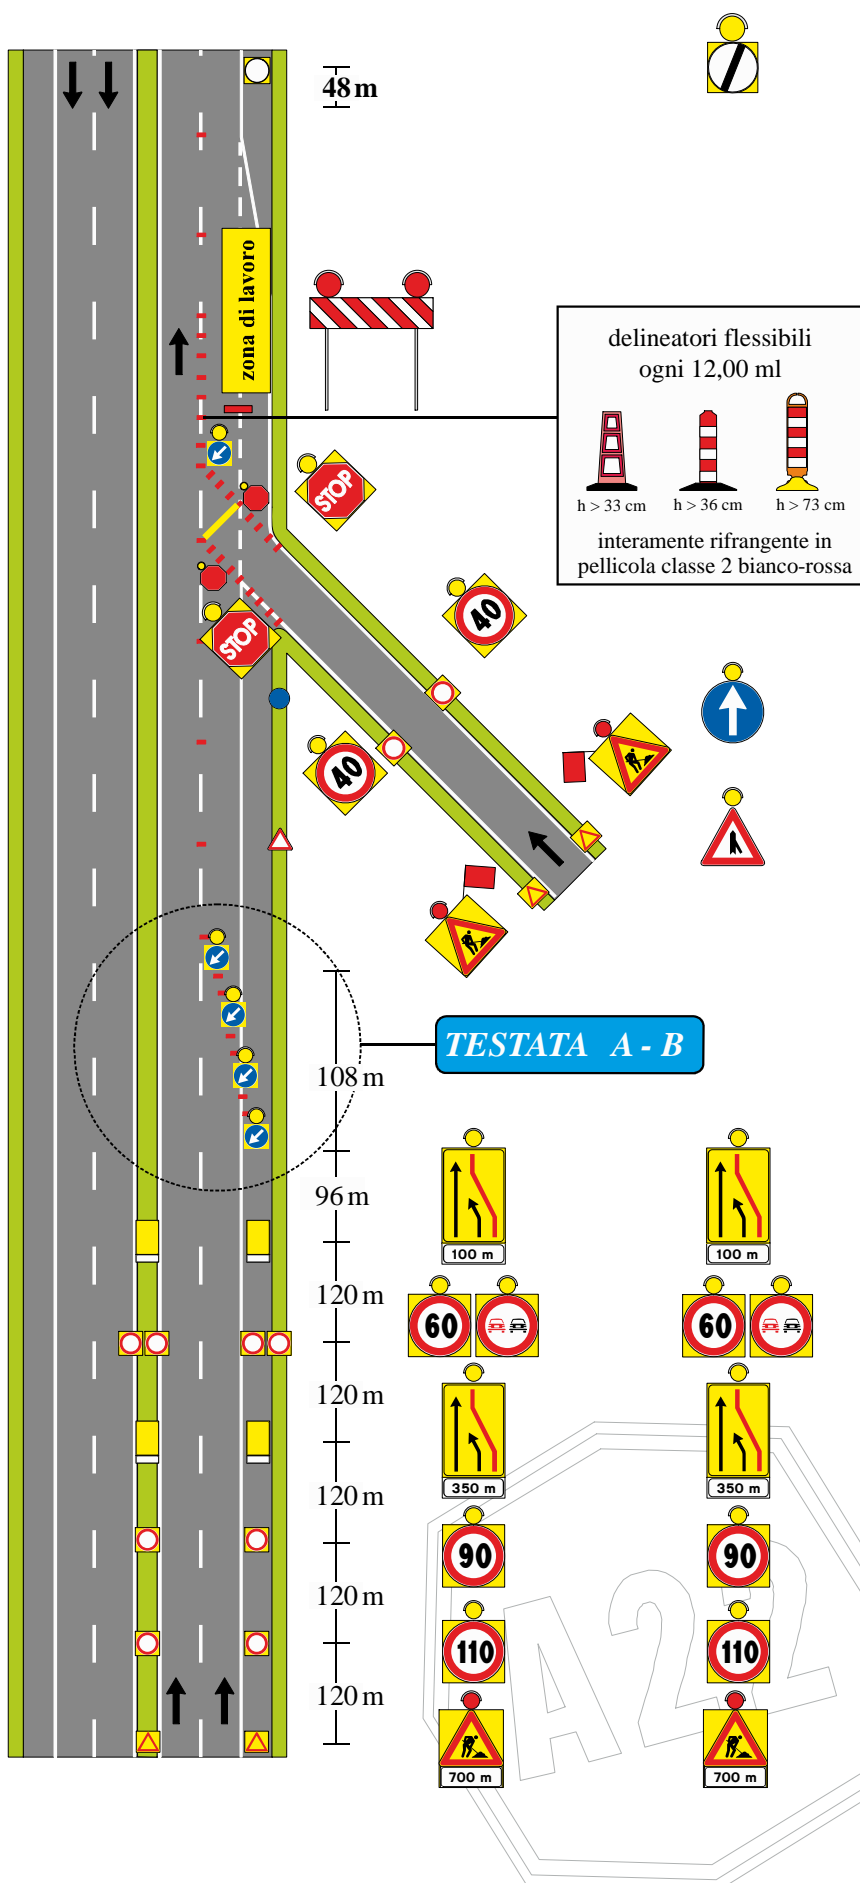 48 m
zona di lavoro
delineatori flessibili
ogni 12,00 ml
h > 33 cm
h > 36 cm
h > 73 cm
interamente rifrangente in
pellicola classe 2 bianco-rossa
STOP
STOP
40
40
TESTATA A - B
108 m
96 m
100 m
100 m
120 m
60
60
120 m
350 m
350 m
120 m
90
90
120 m
110
110
120 m
700 m
700 m
A22